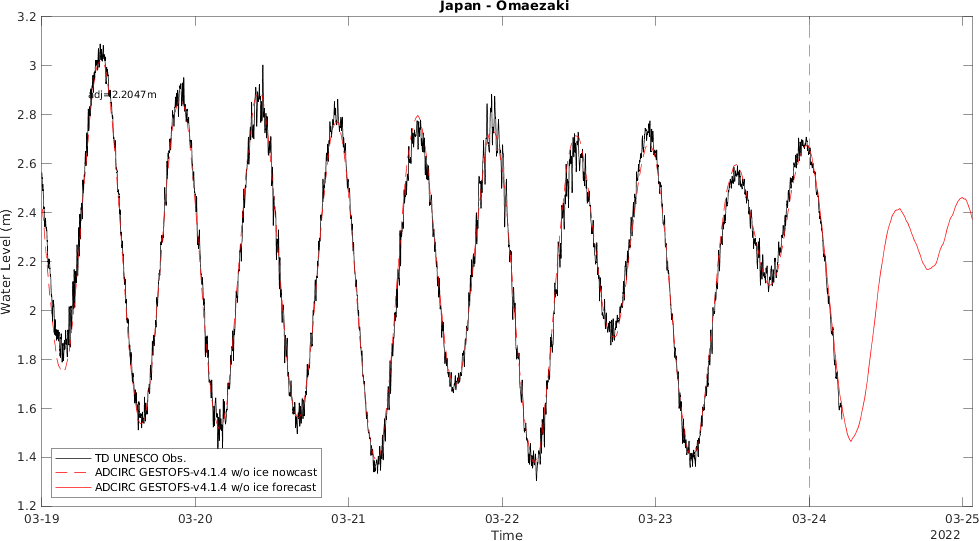 Japan - Omaezaki
3.2
3
2.8
2.6
2.4
2.2
2
1.8
1.6
1.4
1.2
Water Level (m)
adj=2.2047m
TD UNESCO Obs.
ADCIRC GESTOFS-v4.1.4 w/o ice nowcast
ADCIRC GESTOFS-v4.1.4 w/o ice forecast
03-19 03-20 03-21 03-22 03-23 03-24 03-25
Time
2022